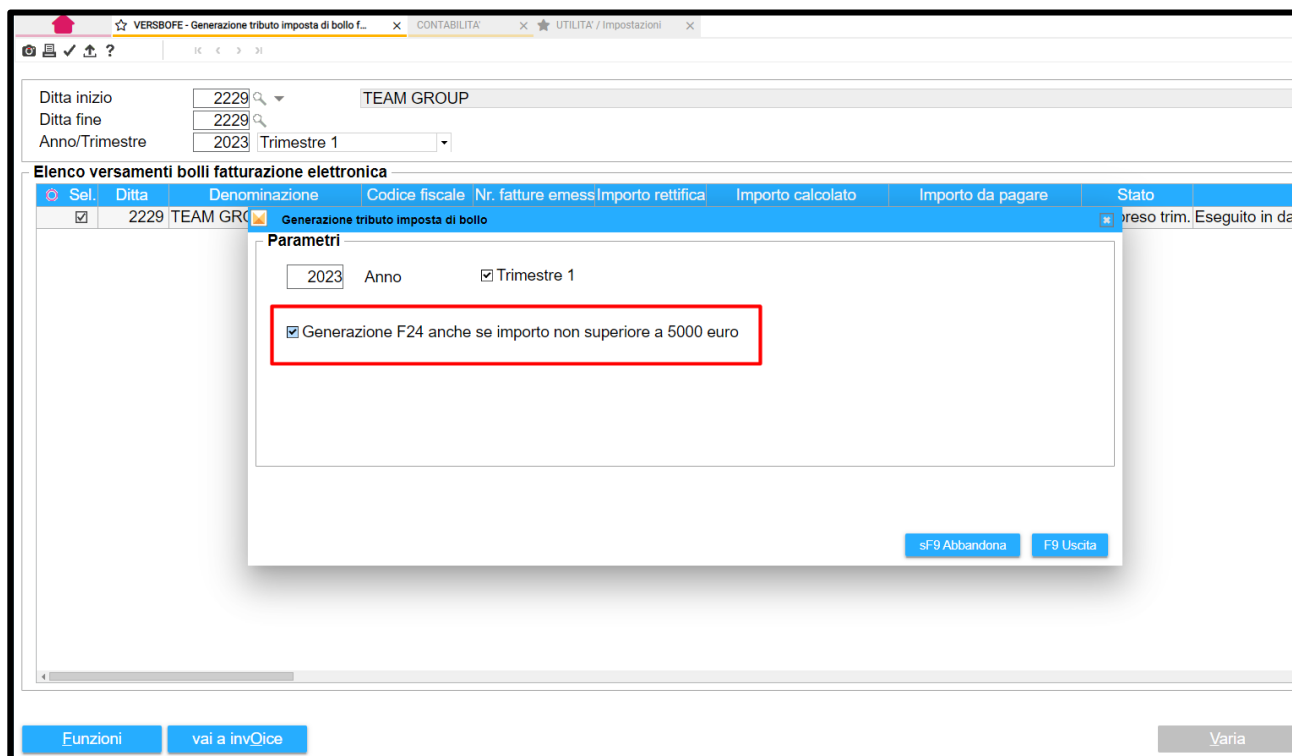 VERSBOFE - Generazione tributo imposta di bollo f... X CONTABILITA' X UTILITA' / Impostazioni X
?
Ditta inizio 2229 TEAM GROUP
Ditta fine 2229
Anno/Trimestre 2023 Trimestre 1
Elenco versamenti bolli fatturazione elettronica
Sel. Ditta Denominazione Codice fiscale Nr. fatture emess Importo rettifica Importo calcolato Importo da pagare Stato
2229 TEAM GRO preso trim. Eseguito in da
Generazione tributo imposta di bollo
Parametri
2023 Anno Trimestre 1
Generazione F24 anche se importo non superiore a 5000 euro
sF9 Abbandona F9 Uscita
Funzioni vai a invOice Varia